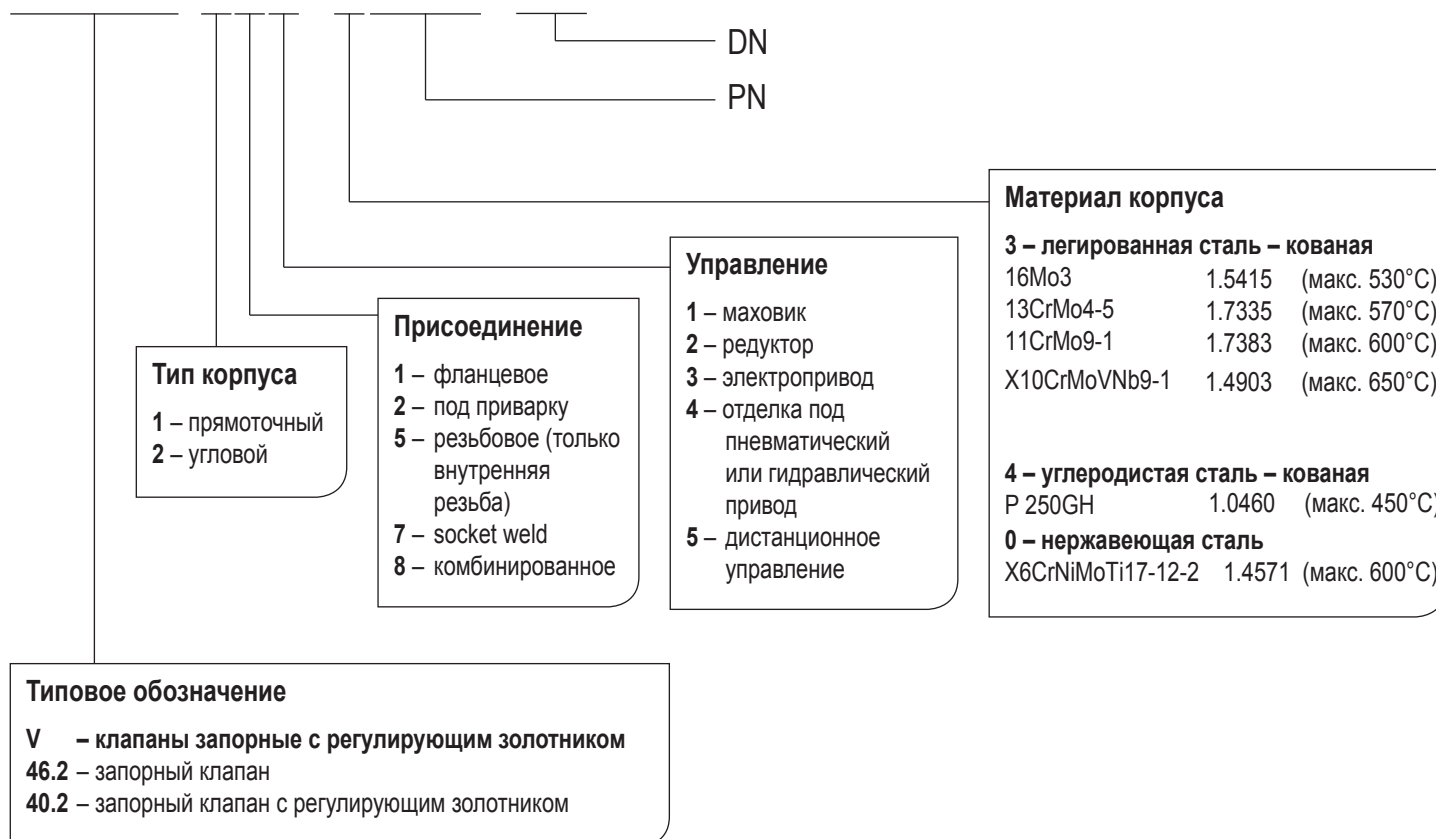 DN
PN
Материал корпуса
3 – легированная сталь – кованая
16Mo3 1.5415 (макс. 530°C)
13CrMo4-5 1.7335 (макс. 570°C)
11CrMo9-1 1.7383 (макс. 600°C)
X10CrMoVNb9-1 1.4903 (макс. 650°C)
4 – углеродистая сталь – кованая
P 250GH 1.0460 (макс. 450°C)
0 – нержавеющая сталь
X6CrNiMoTi17-12-2 1.4571 (макс. 600°C)
Управление
1 – маховик
2 – редуктор
3 – электропривод
4 – отделка под
пневматический
или гидравлический
привод
5 – дистанционное
управление
Присоединение
1 – фланцевое
2 – под приварку
5 – резьбовое (только
внутренняя
резьба)
7 – socket weld
8 – комбинированное
Тип корпуса
1 – прямоточный
2 – угловой
Типовое обозначение
V – клапаны запорные с регулирующим золотником
46.2 – запорный клапан
40.2 – запорный клапан с регулирующим золотником